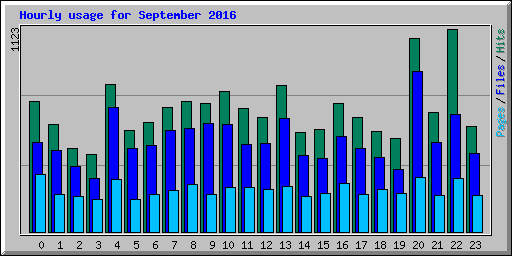 Hourly usage for September 2016
1123
Pages/Files/Hits
0 1 2 3 4 5 6 7 8 9 10 11 12 13 14 15 16 17 18 19 20 21 22 23